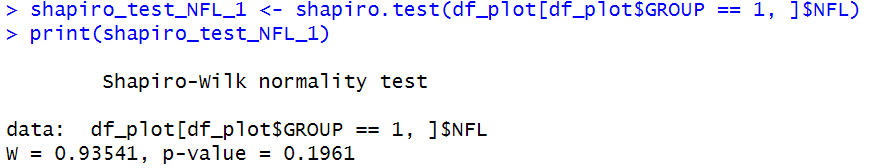 > shapiro_test_NFL_1 <- shapiro.test(df_plot[df_plot$GROUP == 1, ]$NFL)
> print(shapiro_test_NFL_1)
Shapiro-Wilk normality test
data:  df_plot[df_plot$GROUP == 1, ]$NFL
W = 0.93541, p-value = 0.1961